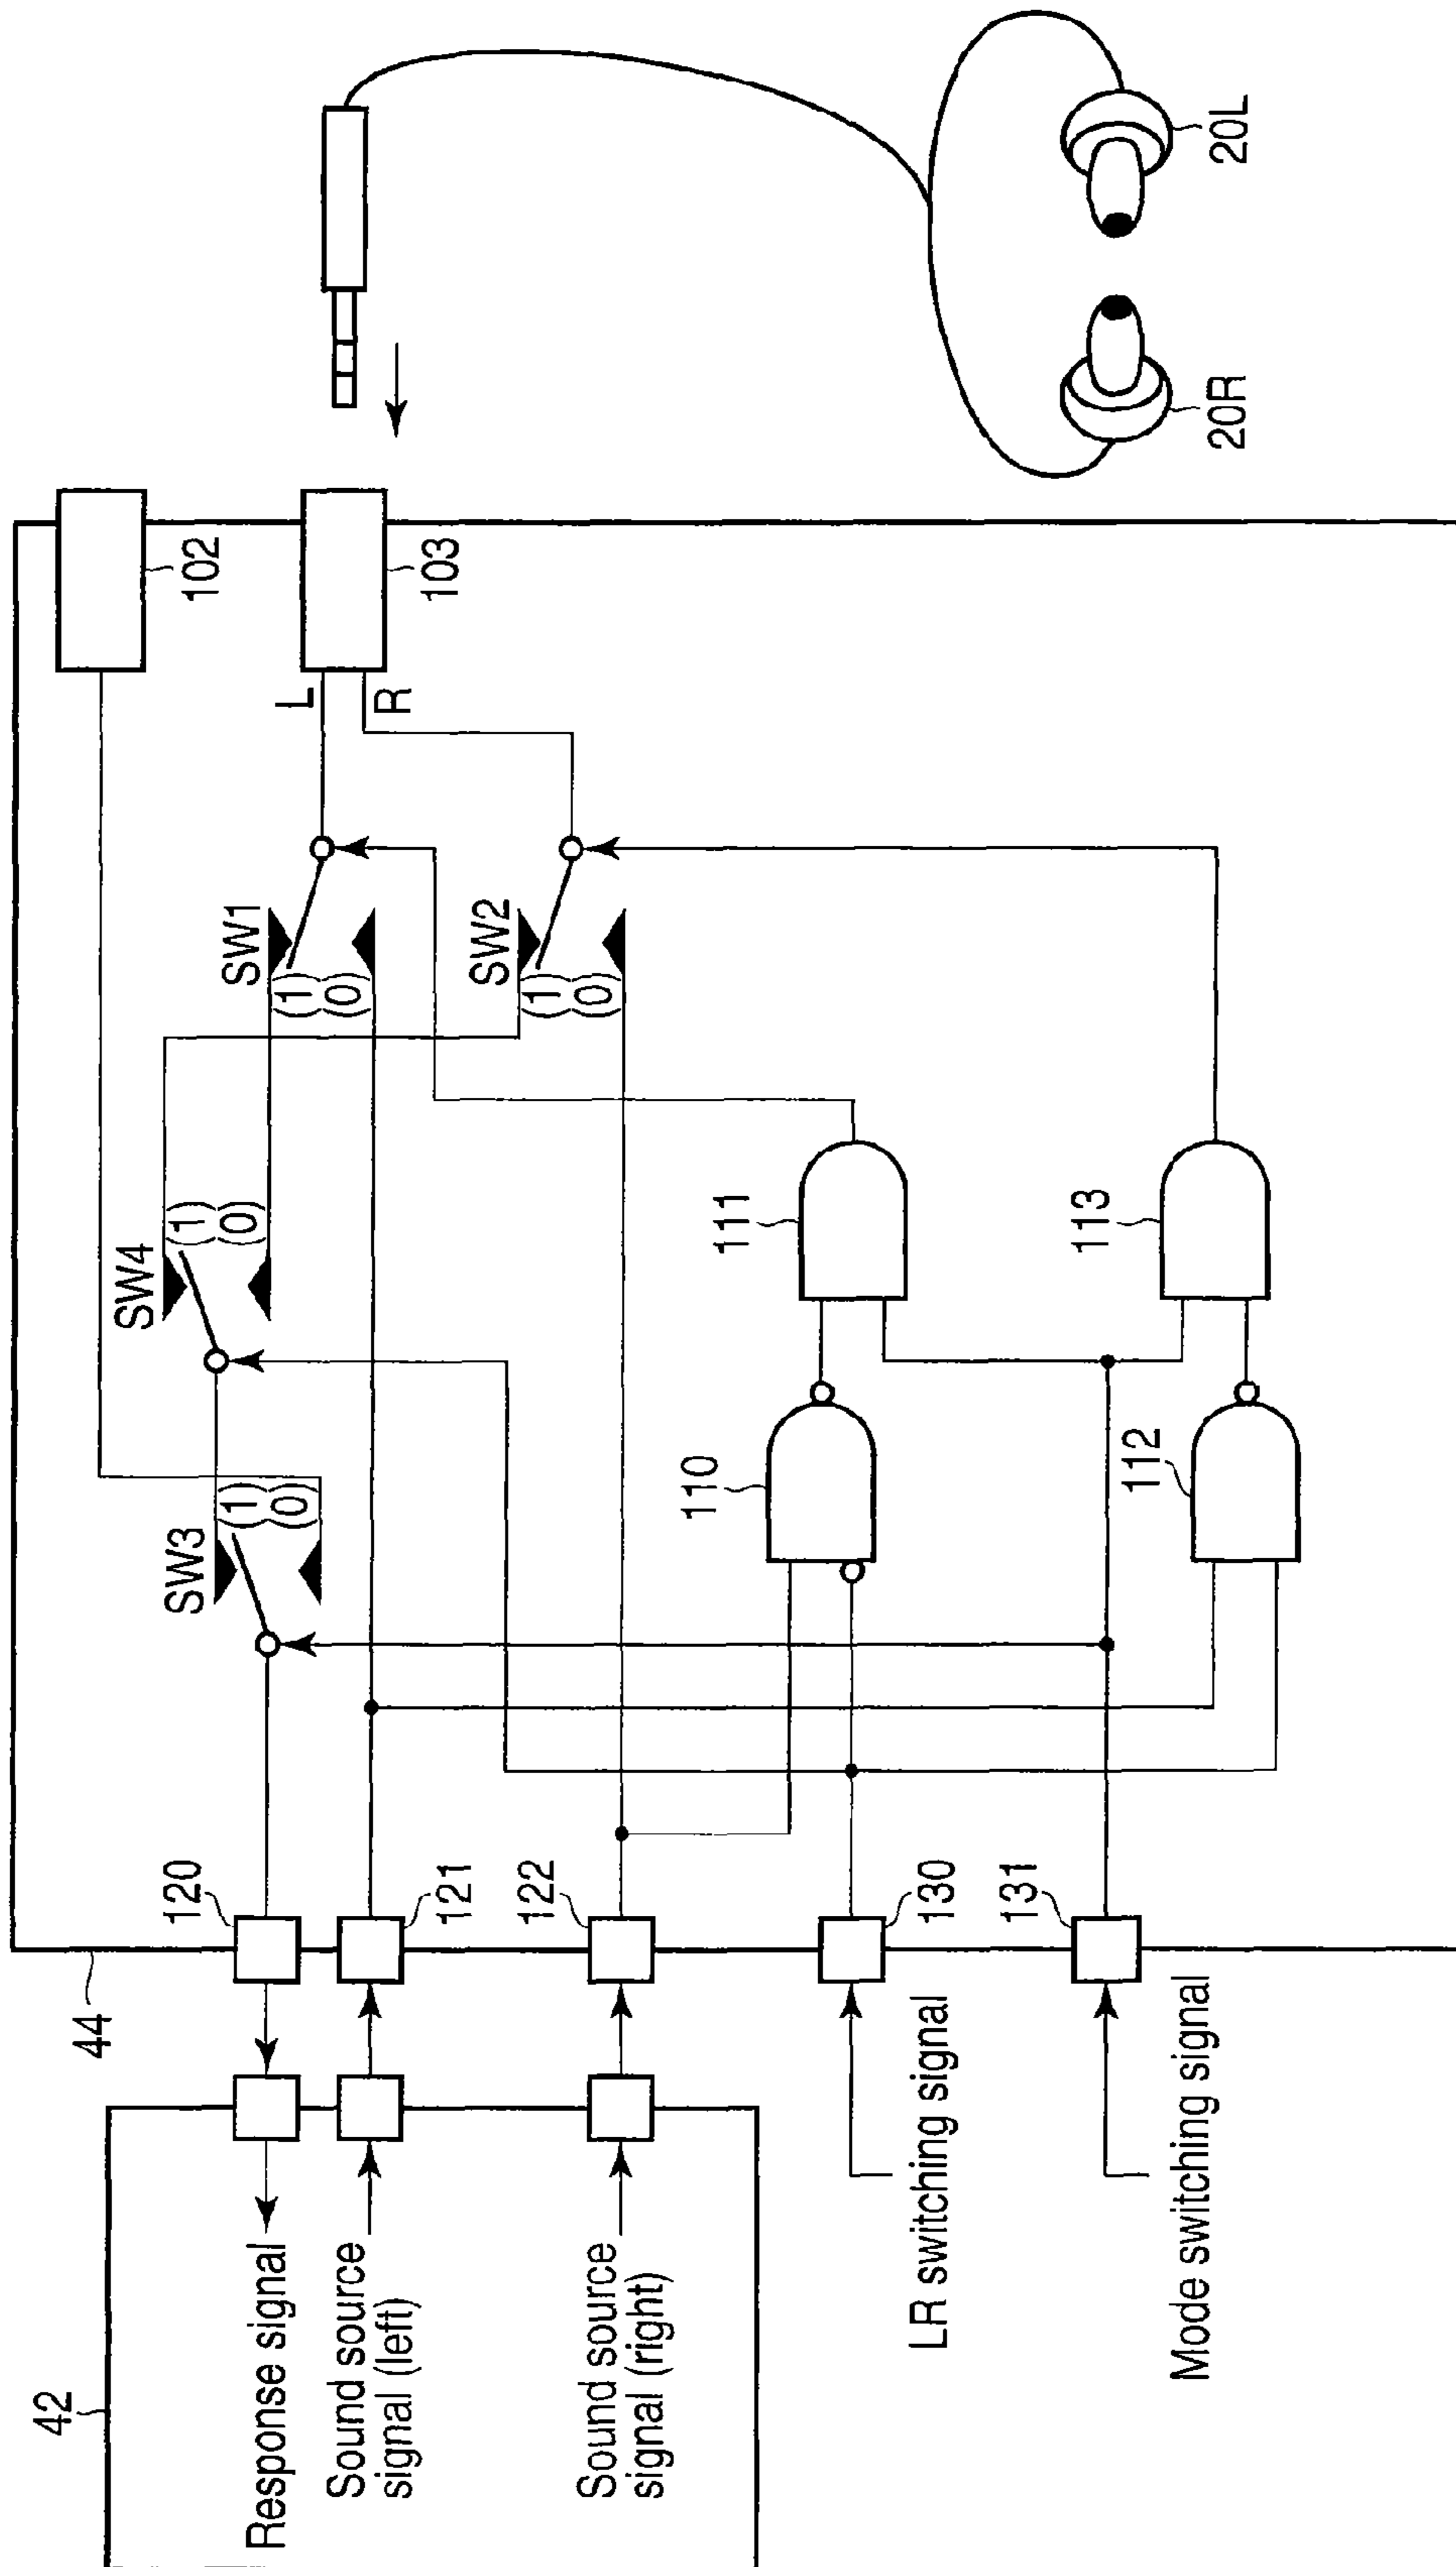 42
44
Response signal
Sound source
signal (left)
Sound source
signal (right)
LR switching signal
Mode switching signal
120
121
122
130
131
SW3
(1)
(0)
SW4
(1)
(0)
SW1
(1)
(0)
SW2
(1)
(0)
110
111
112
113
L
R
102
103
20R
20L